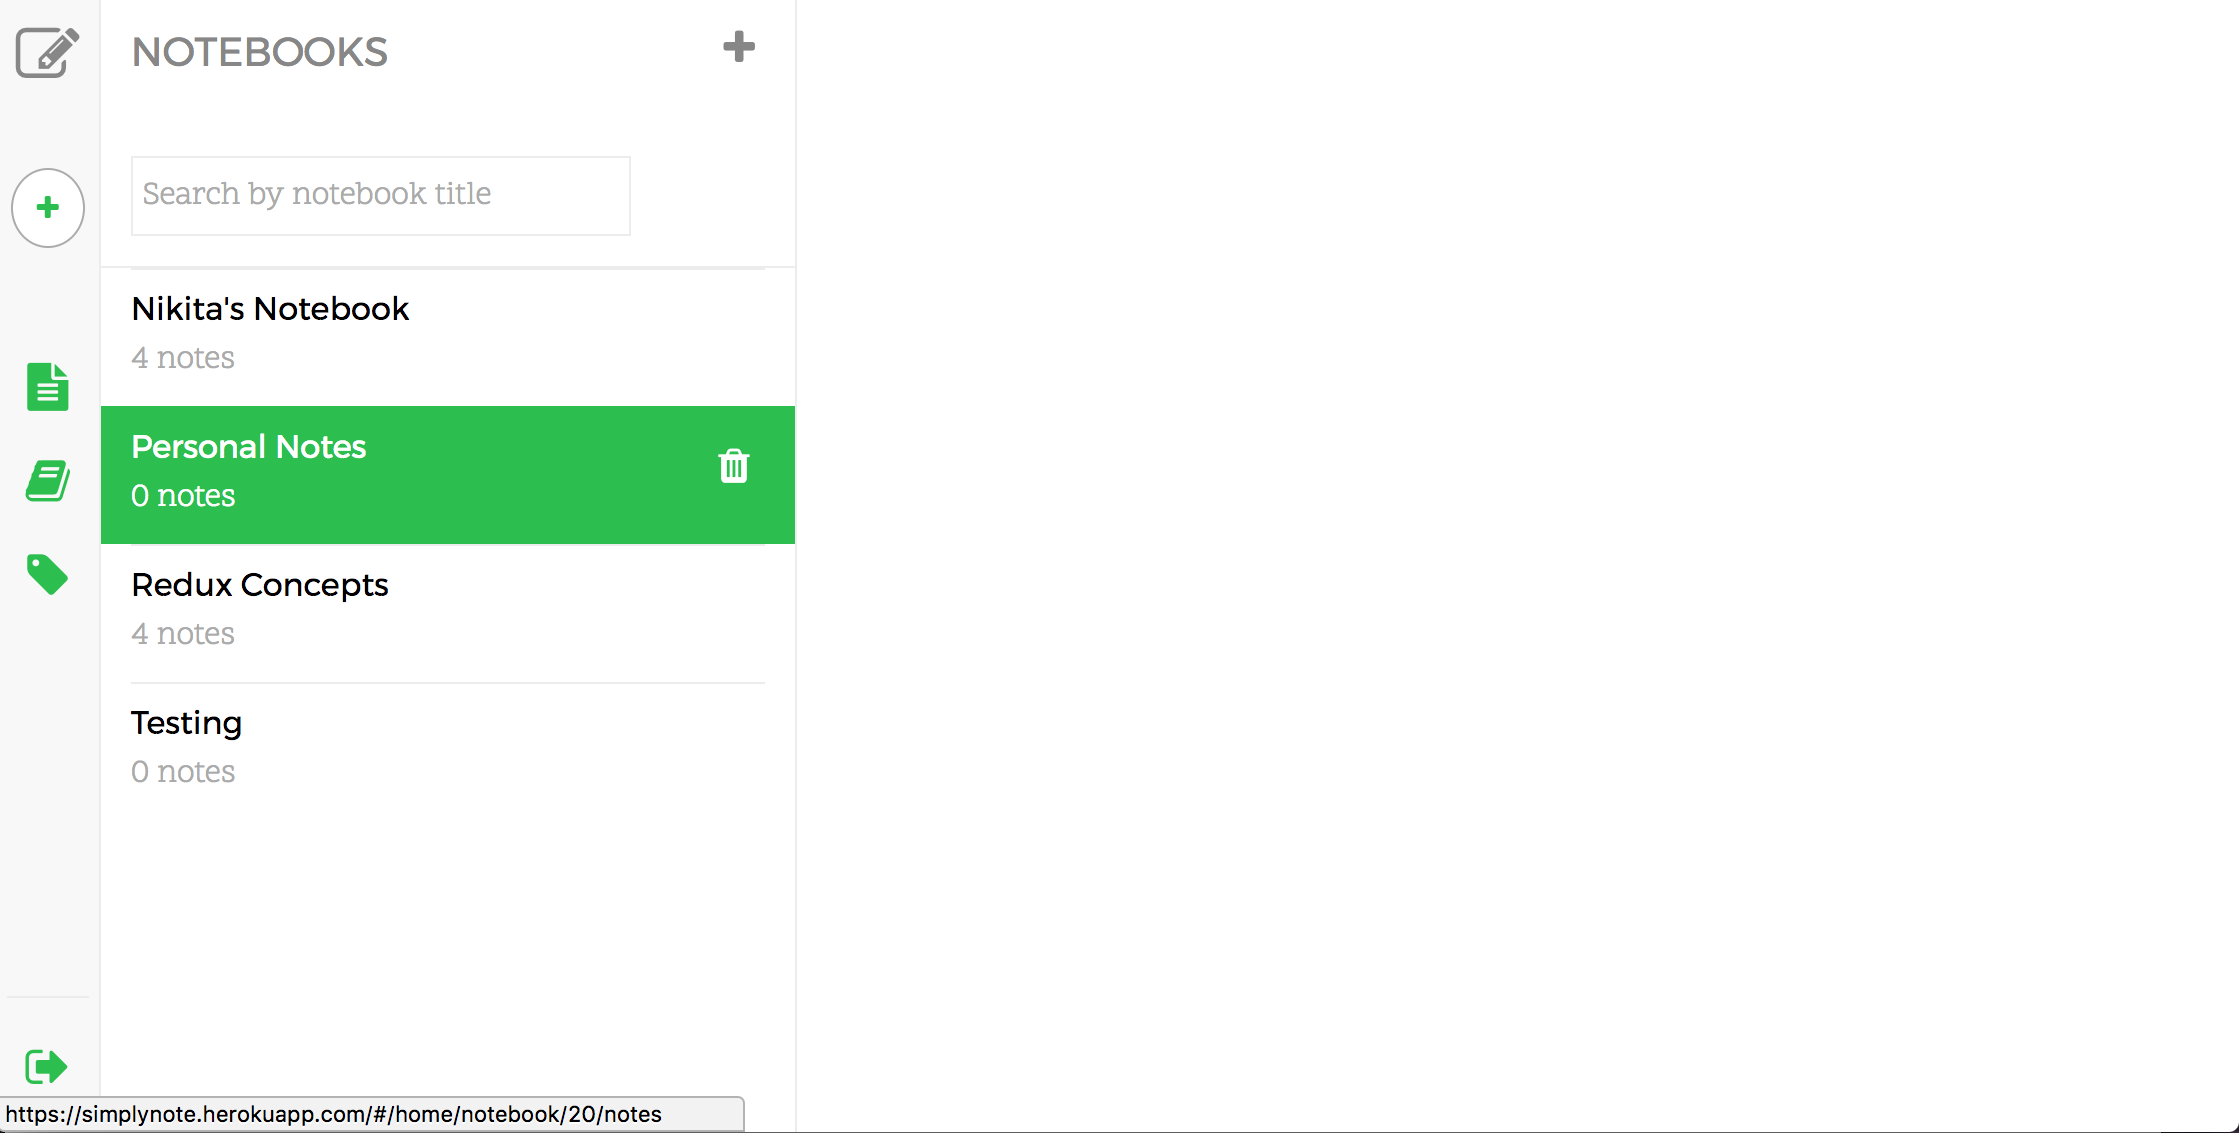 NOTEBOOKS
Search by notebook title
Nikita's Notebook
4 notes
Personal Notes
0 notes
Redux Concepts
4 notes
Testing
0 notes
https://simplynote.herokuapp.com/#/home/notebook/20/notes